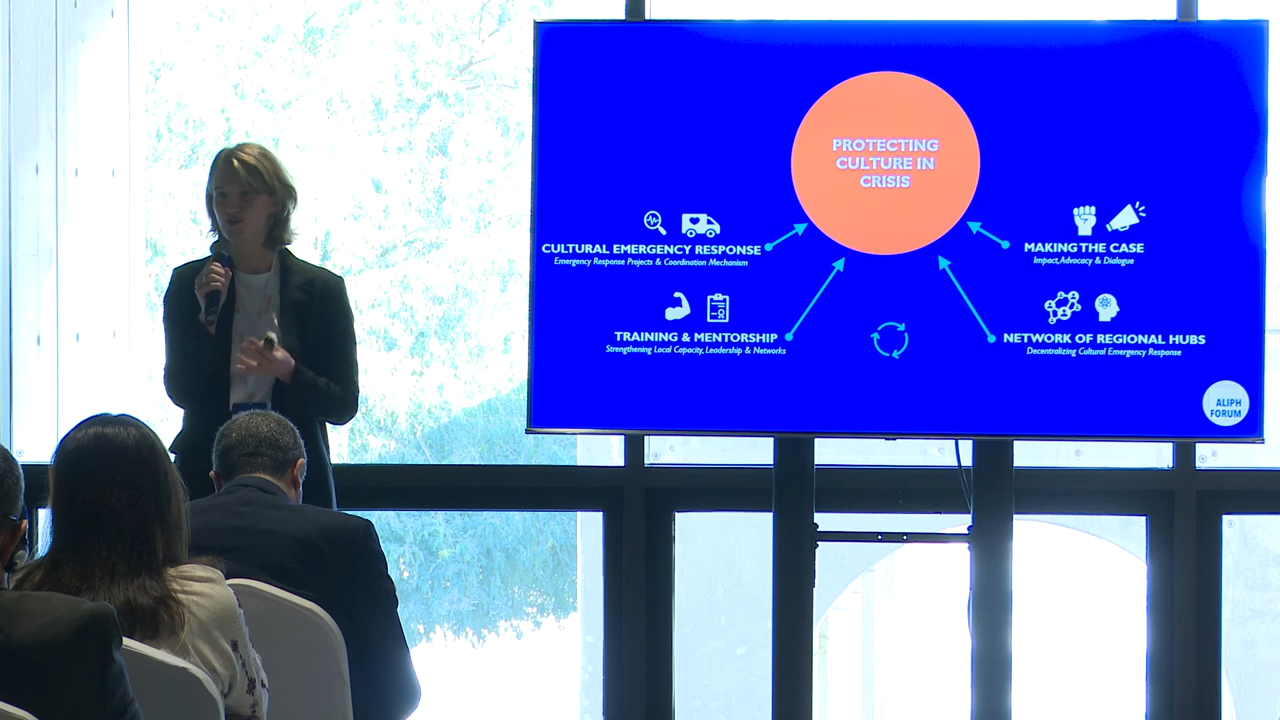 PROTECTING
CULTURE IN
CRISIS
CULTURAL EMERGENCY RESPONSE
Emergency Response Projects & Coordination Mechanism
MAKING THE CASE
Impact, Advocacy & Dialogue
TRAINING & MENTORSHIP
Strengthening Local Capacity, Leadership & Networks
NETWORK OF REGIONAL HUBS
Decentralizing Cultural Emergency Response
ALIPH
FORUM